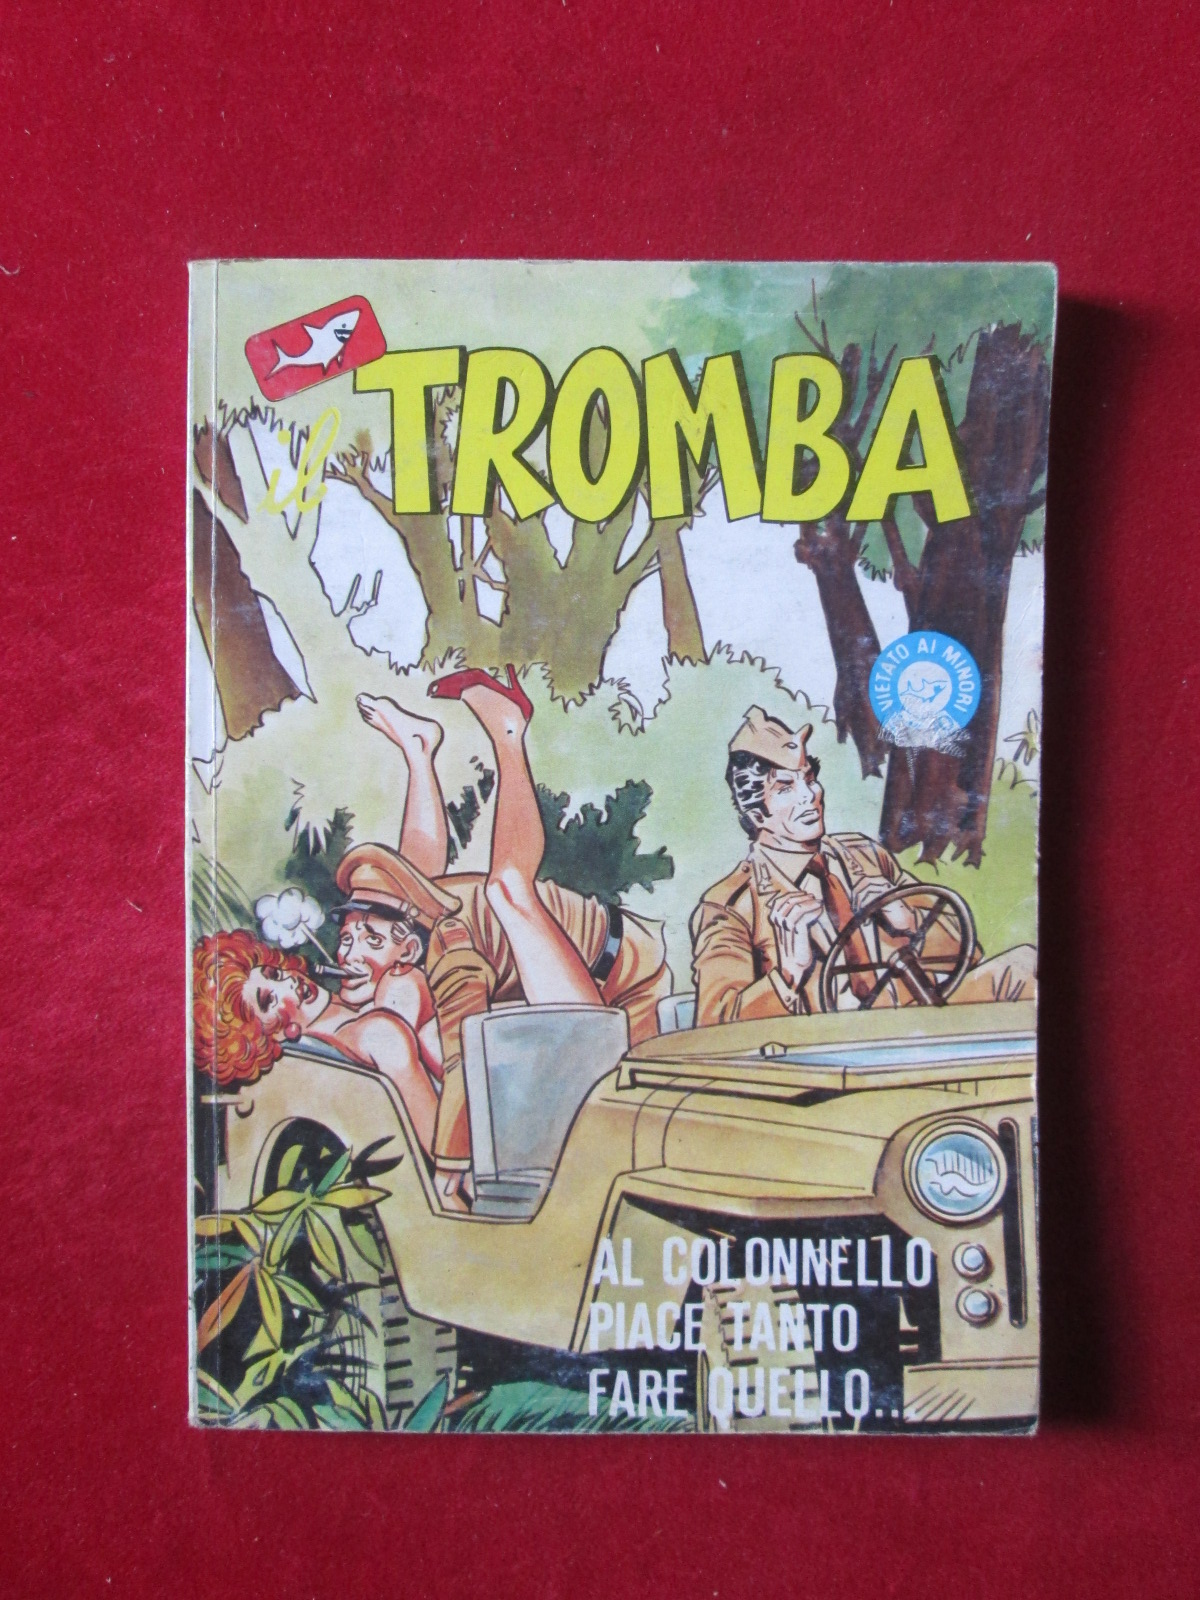 il TROMBA
VIETATO AI MINORI
AL COLONNELLO
PIACE TANTO
FARE QUELLO...